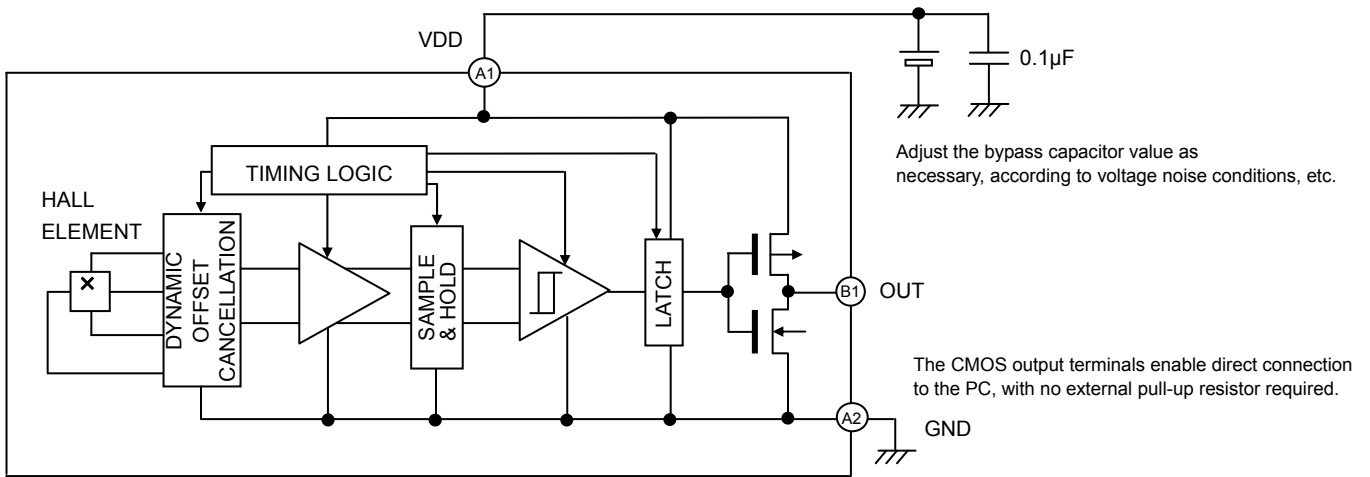 VDD
A1
0.1µF
Adjust the bypass capacitor value as
necessary, according to voltage noise conditions, etc.
TIMING LOGIC
HALL
ELEMENT
×
DYNAMIC
OFFSET
CANCELLATION
SAMPLE
& HOLD
LATCH
B1
OUT
The CMOS output terminals enable direct connection
to the PC, with no external pull-up resistor required.
A2
GND